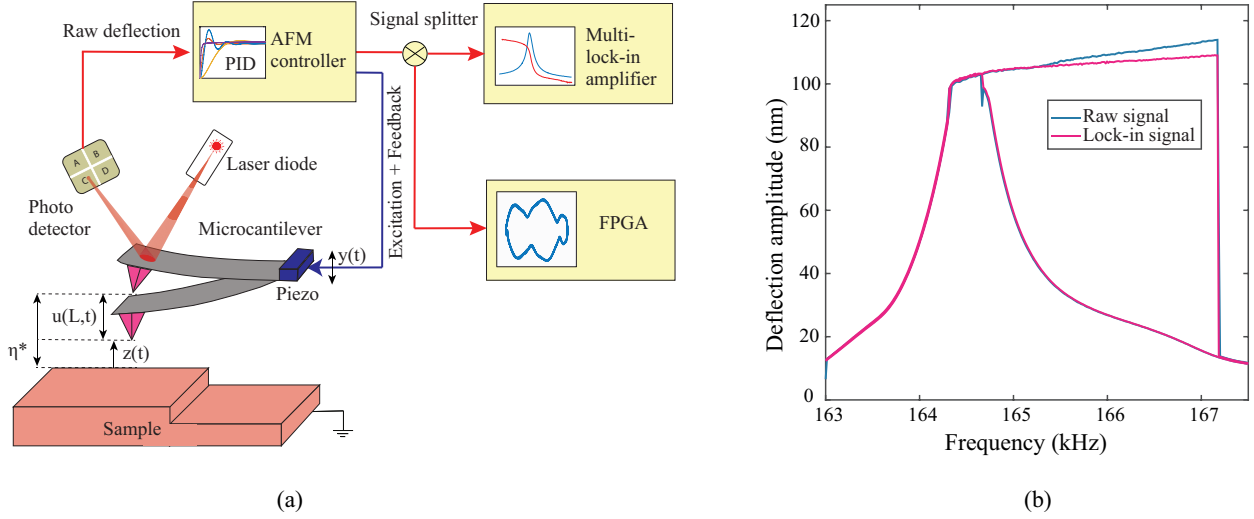 Raw deflection
AFM
controller
PID
Signal splitter
Multi-
lock-in
amplifier
A
B
C
D
Laser diode
Photo
detector
Excitation + Feedback
Microcantilever
y(t)
Piezo
FPGA
u(L,t)
η*
z(t)
Sample
(a)
Deflection amplitude (nm)
120
100
80
60
40
20
0
Raw signal
Lock-in signal
163
164
165
166
167
Frequency (kHz)
(b)